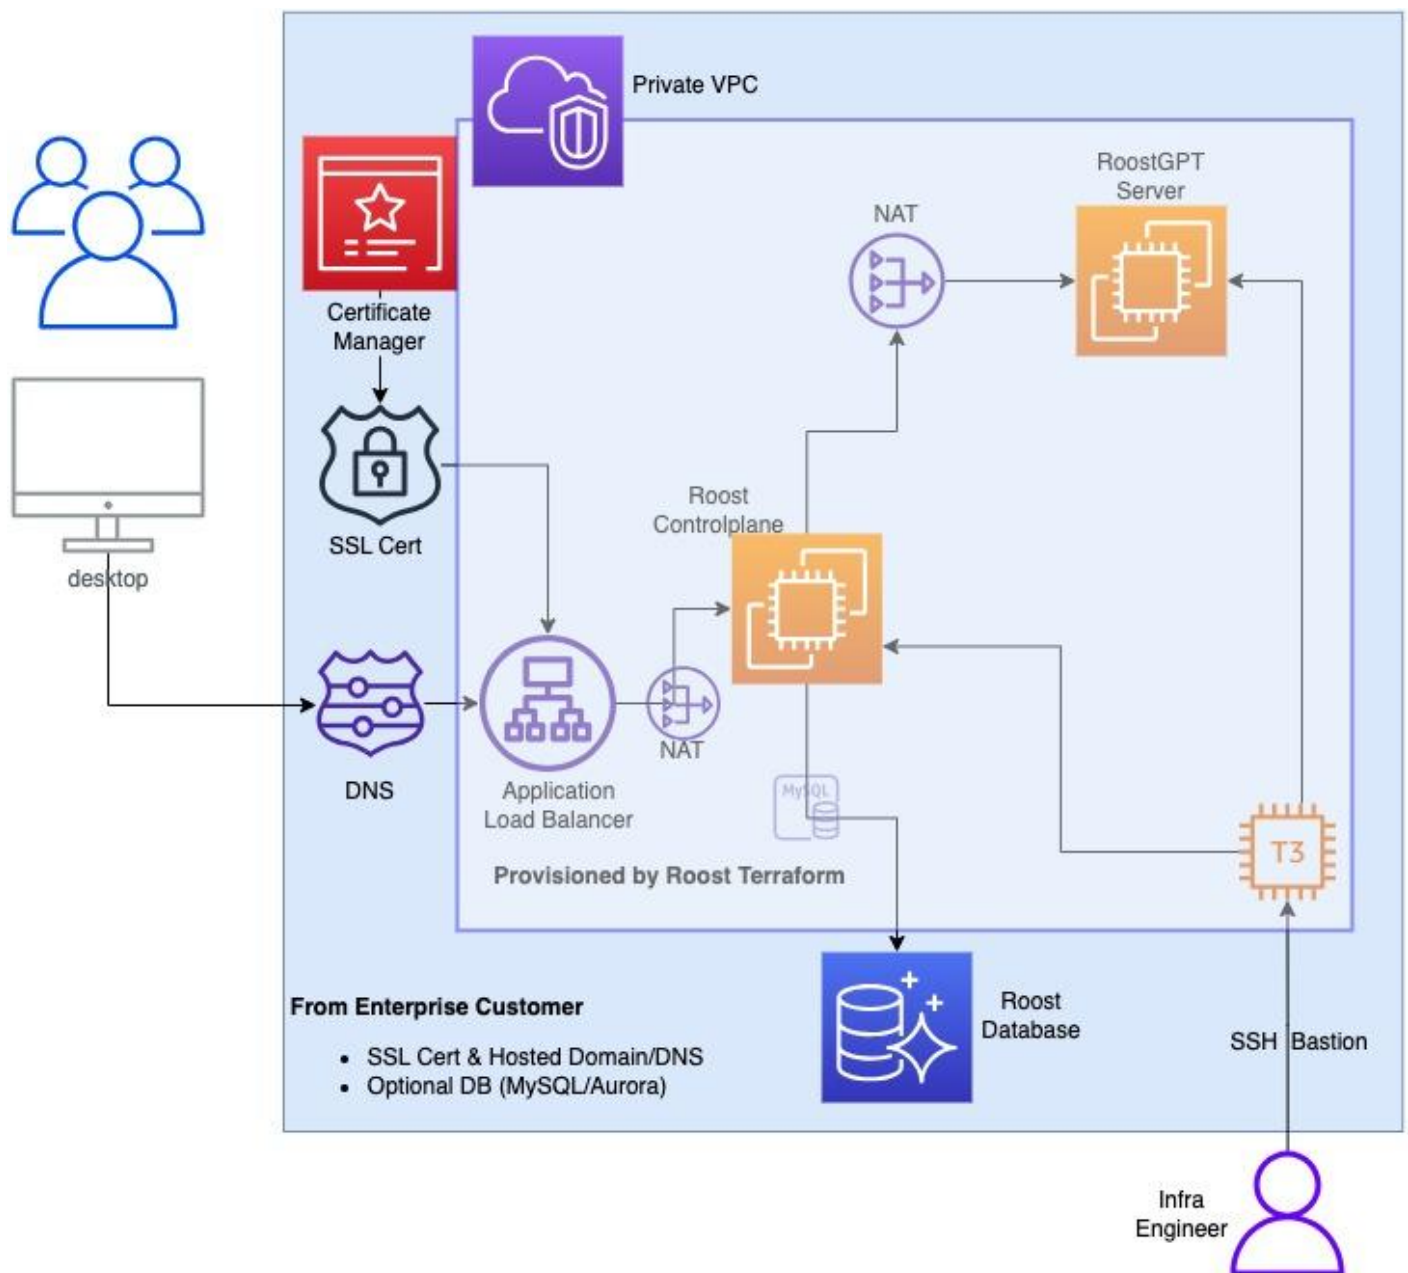 Private VPC
RoostGPT
Server
NAT
Certificate
Manager
Roost
Controlplane
SSL Cert
desktop
NAT
DNS
Application
Load Balancer
MySQL
T3
Provisioned by Roost Terraform
From Enterprise Customer
• SSL Cert & Hosted Domain/DNS
• Optional DB (MySQL/Aurora)
Roost
Database
SSH Bastion
Infra
Engineer